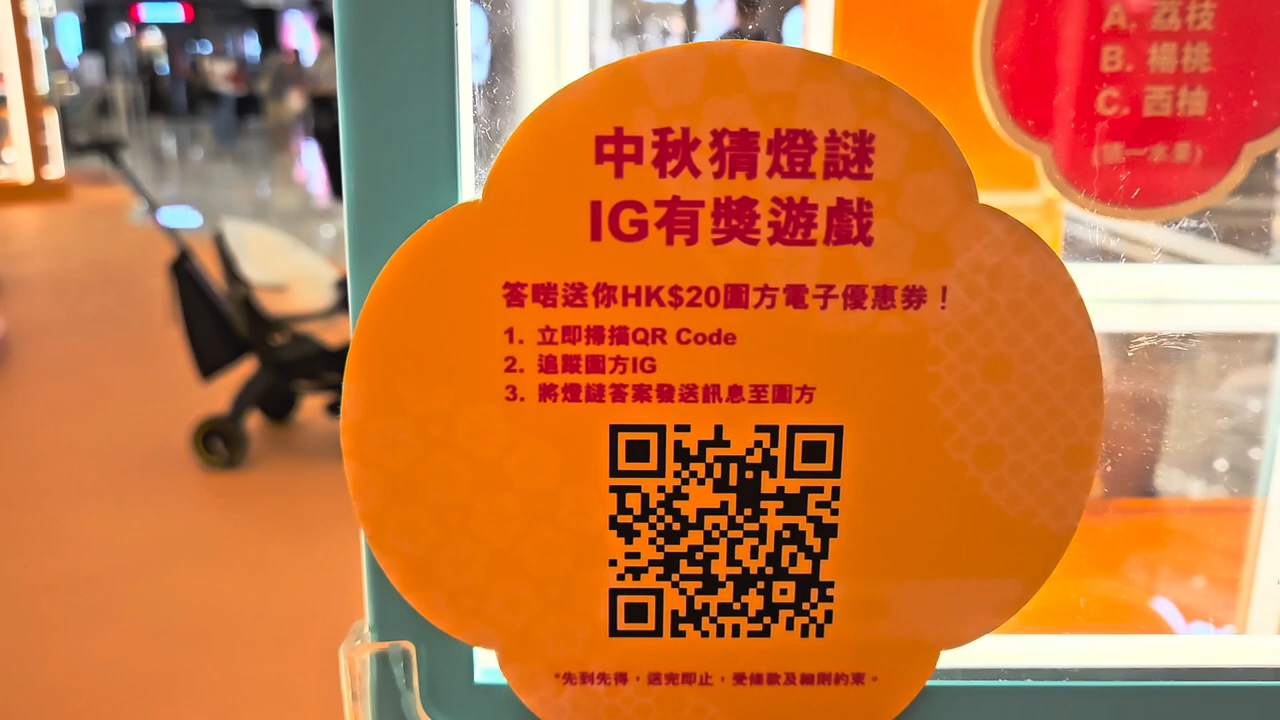 中秋猜燈謎
IG有獎遊戲
答啱送你HK$20圍方電子優惠券！
1. 立即掃描QR Code
2. 追蹤圍方IG
3. 將燈謎答案發送訊息至圍方
*先到先得，送完即止，受條款及細則約束。
A. 荔枝
B. 楊桃
C. 西柚